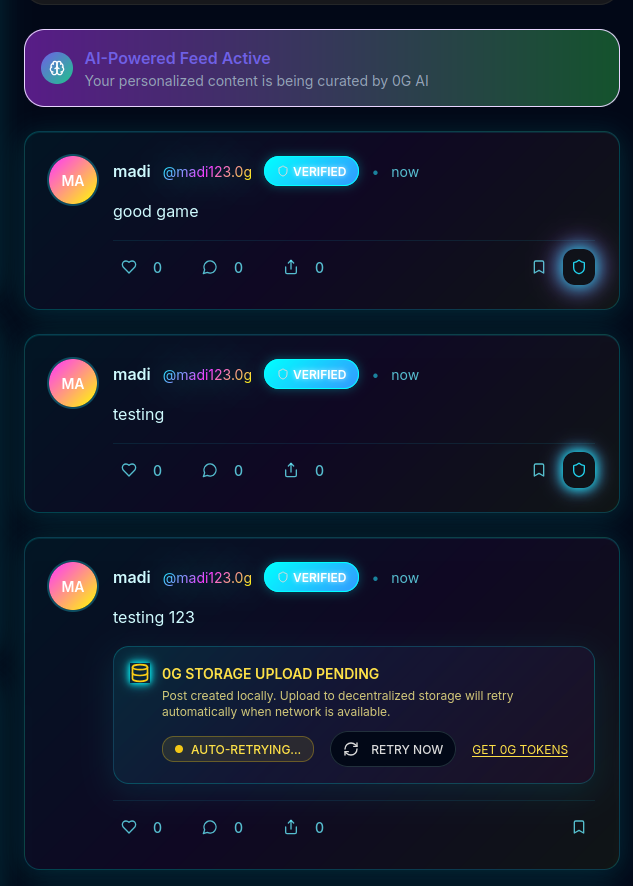 AI-Powered Feed Active
Your personalized content is being curated by 0G AI
MA madi @madi123.0g VERIFIED • now
good game
0 0 0
MA madi @madi123.0g VERIFIED • now
testing
0 0 0
MA madi @madi123.0g VERIFIED • now
testing 123
0G STORAGE UPLOAD PENDING
Post created locally. Upload to decentralized storage will retry
automatically when network is available.
AUTO-RETRYING... RETRY NOW GET 0G TOKENS
0 0 0